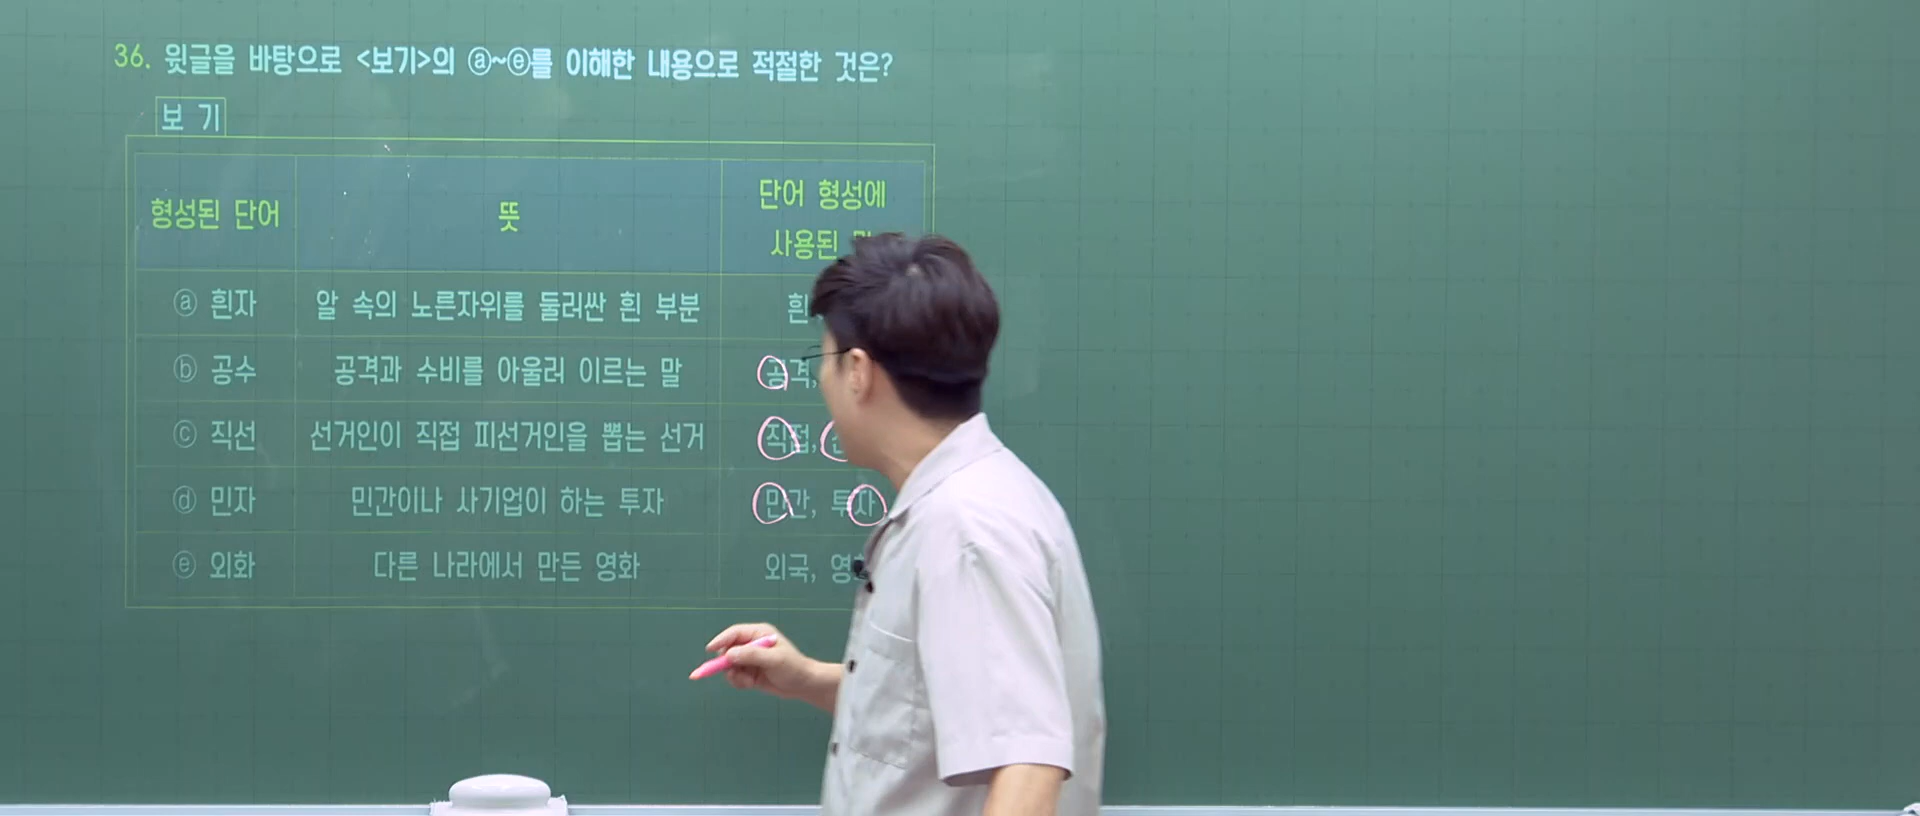 36. 윗글을 바탕으로 <보기>의 ⓐ~ⓔ를 이해한 내용으로 적절한 것은?
보 기
형성된 단어 뜻 단어 형성에
사용된
ⓐ 흰자 알 속의 노른자위를 둘러싼 흰 부분 흰
ⓑ 공수 공격과 수비를 아울러 이르는 말 공격,
ⓒ 직선 선거인이 직접 피선거인을 뽑는 선거 직접,
ⓓ 민자 민간이나 사기업이 하는 투자 민간, 투자
ⓔ 외화 다른 나라에서 만든 영화 외국,